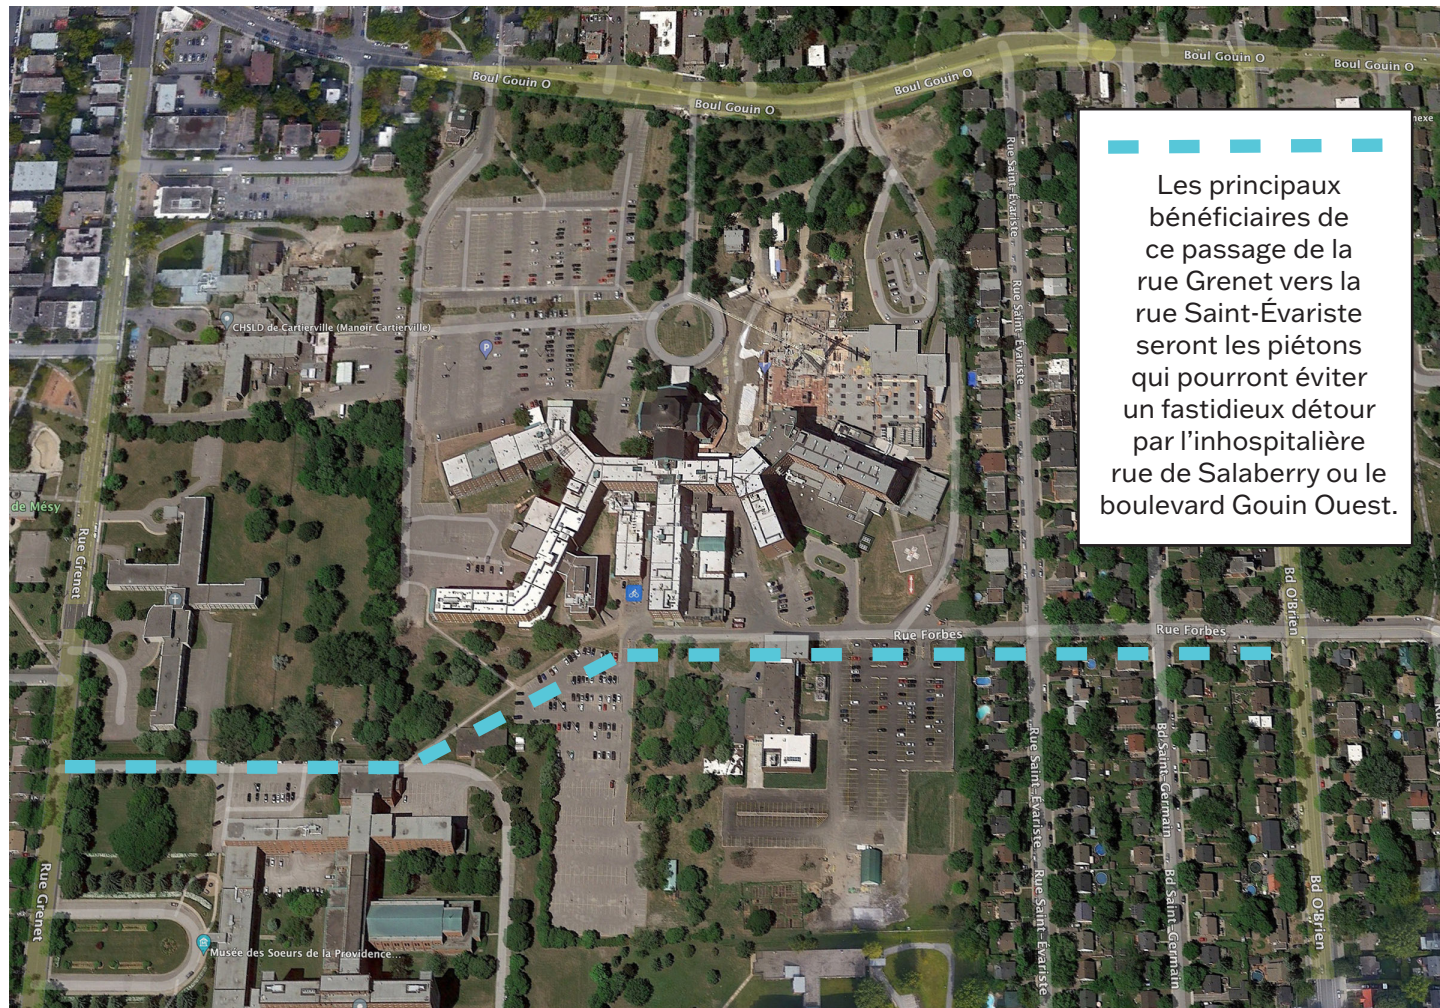 Boul Gouin O
Boul Gouin O
Boul Gouin O
Boul Gouin O
Boul Gouin O
Les principaux
bénéficiaires de
ce passage de la
rue Grenet vers la
rue Saint-Évariste
seront les piétons
qui pourront éviter
un fastidieux détour
par l’inhospitalière
rue de Salaberry ou le
boulevard Gouin Ouest.
Rue Saint-Évariste
Rue Saint-Évariste
CHSLD de Cartierville (Manoir Cartierville)
P
de Mésy
Rue Grenet
Rue Forbes
Rue Forbes
Bd O'Brien
Rue Saint-Évariste
Rue Saint-Évariste
Bd Saint-Germain
Bd Saint-Germain
Bd O'Brien
Rue Grenet
Musée des Soeurs de la Providence...